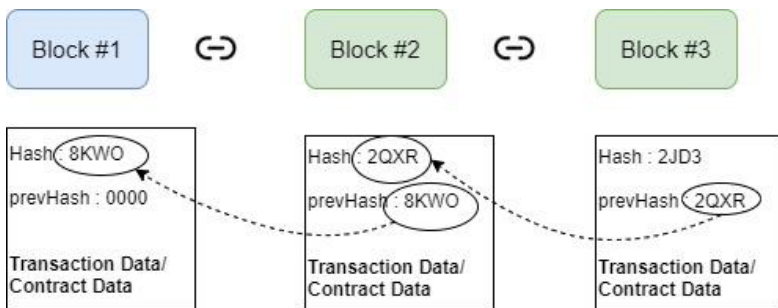 Block #1
Block #2
Block #3
Hash : 8KWO
prevHash : 0000
Transaction Data/
Contract Data
Hash : 2QXR
prevHash : 8KWO
Transaction Data/
Contract Data
Hash : 2JD3
prevHash : 2QXR
Transaction Data/
Contract Data